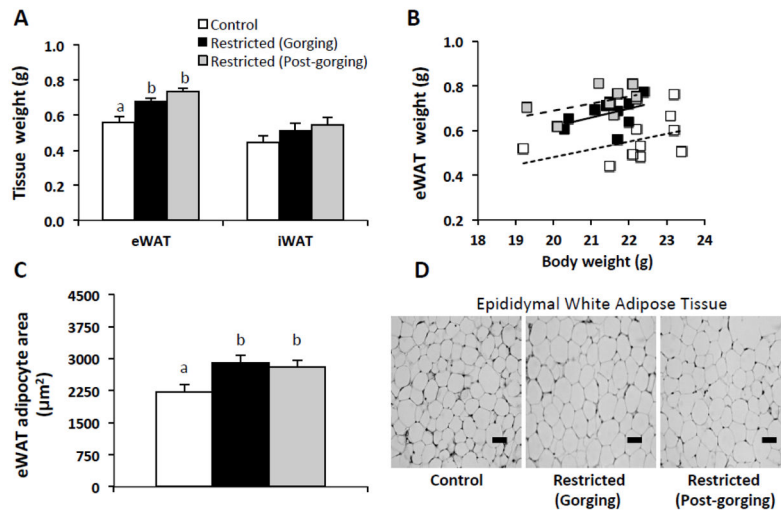 A
Control
Restricted (Gorging)
Restricted (Post-gorging)
Tissue weight (g)
1.0
0.8
0.6
0.4
0.2
0.0
a
b
b
eWAT
iWAT
B
eWAT weight (g)
1.0
0.8
0.6
0.4
0.2
18
19
20
21
22
23
24
Body weight (g)
C
eWAT adipocyte area
(μm²)
4500
3750
3000
2250
1500
750
0
a
b
b
D
Epididymal White Adipose Tissue
Control
Restricted
(Gorging)
Restricted
(Post-gorging)